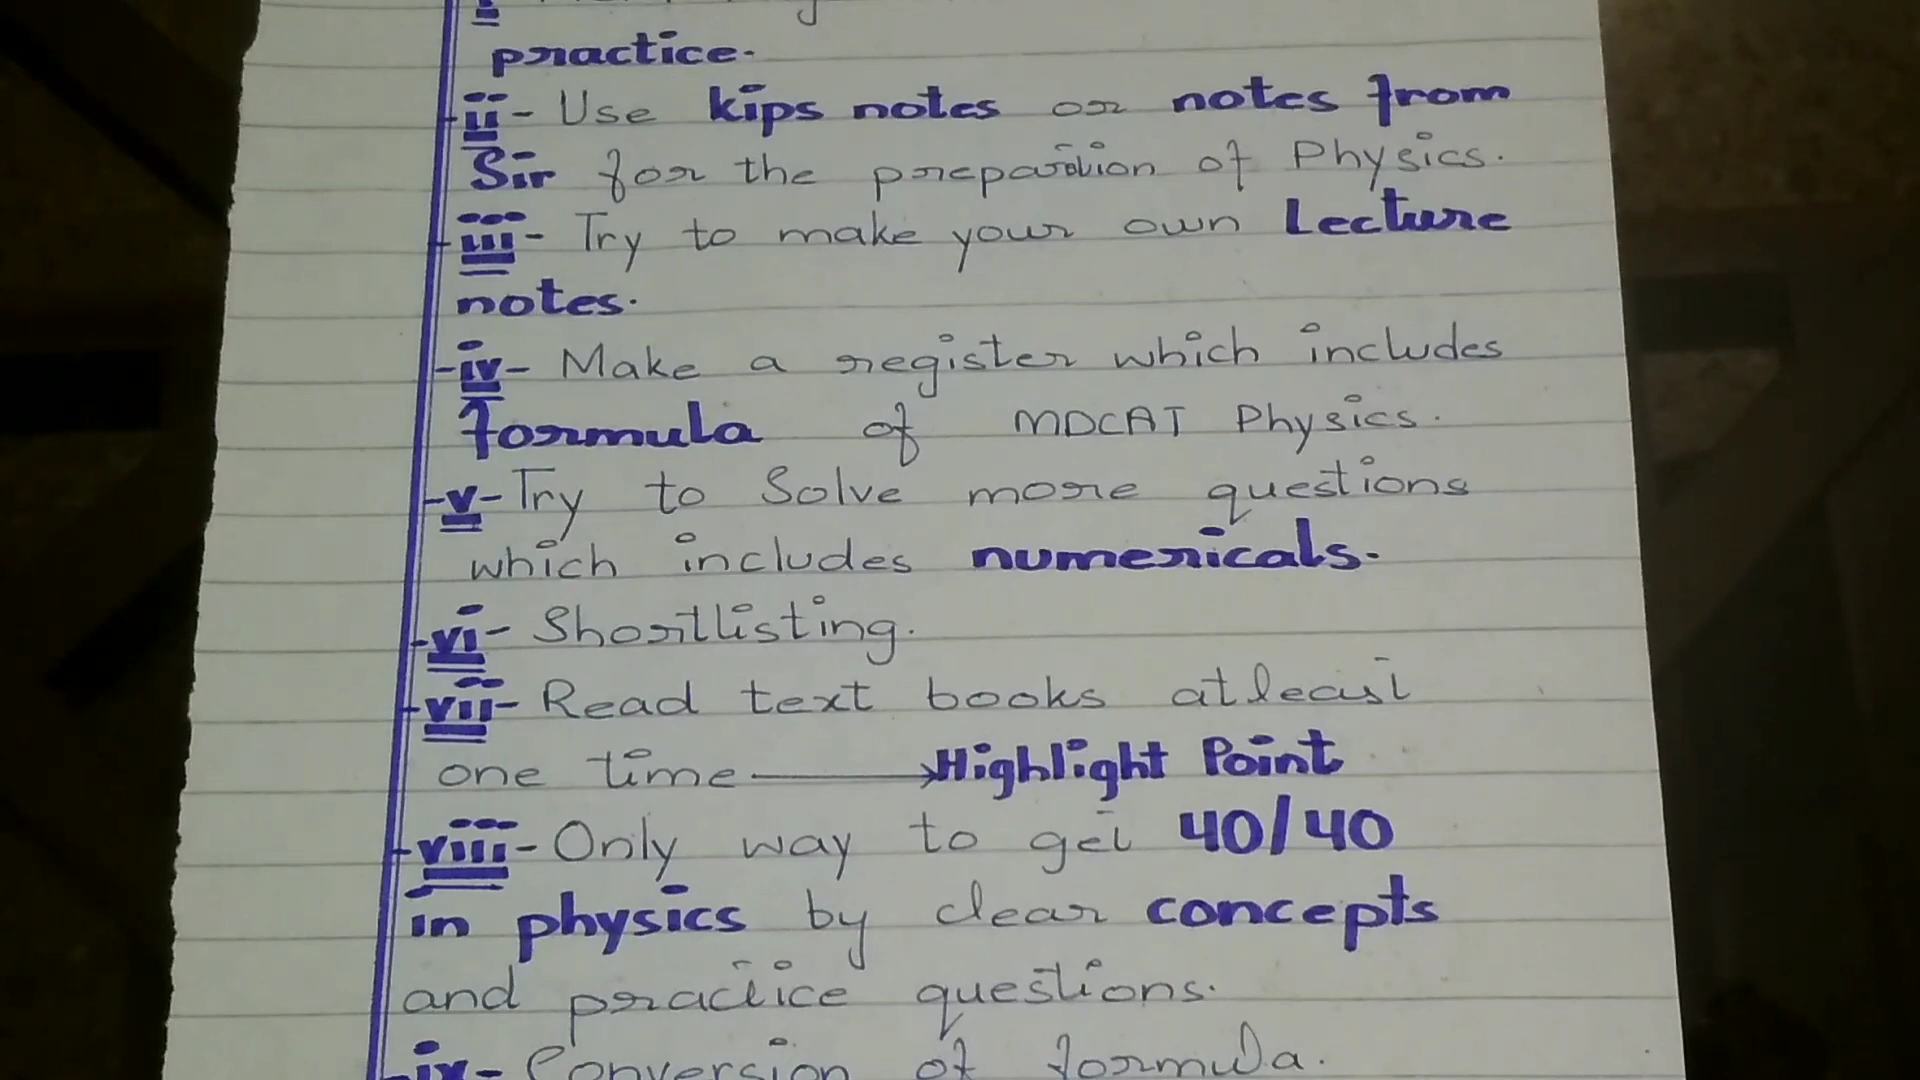 practice.
ii- Use kips notes or notes from
Sir for the preparation of Physics.
iii- Try to make your own Lecture
notes.
iv- Make a register which includes
formula of MDCAT Physics.
v- Try to Solve more questions
which includes numericals.
vi- Shortlisting.
vii- Read text books atleast
one time → Highlight Point
viii- Only way to get 40/40
in physics by clear concepts
and practice questions.
ix- Conversion of formula.